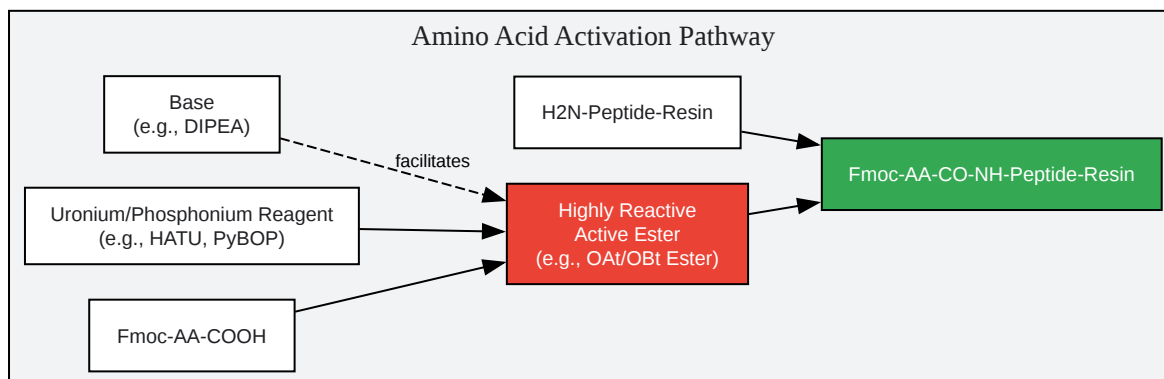 Amino Acid Activation Pathway
Base
(e.g., DIPEA)
H2N-Peptide-Resin
facilitates
Fmoc-AA-CO-NH-Peptide-Resin
Uronium/Phosphonium Reagent
(e.g., HATU, PyBOP)
Highly Reactive
Active Ester
(e.g., OAt/OBt Ester)
Fmoc-AA-COOH